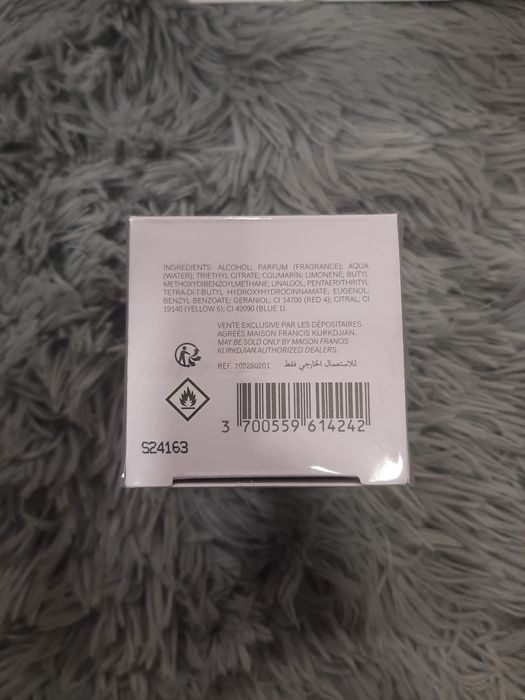 INGREDIENTS: ALCOHOL; PARFUM (FRAGRANCE); AQUA
(WATER); TRIETHYL CITRATE; COUMARIN; LIMONENE; BUTYL
METHOXYDIBENZOYLMETHANE; LINALOOL; PENTAERYTHRITYL
TETRA-DI-T-BUTYL HYDROXYHYDROCINNAMATE; EUGENOL;
BENZYL BENZOATE; GERANIOL; CI 14700 (RED 4); CITRAL; CI
19140 (YELLOW 5); CI 42090 (BLUE 1).
VENTE EXCLUSIVE PAR LES DÉPOSITAIRES
AGRÉÉS MAISON FRANCIS KURKDJIAN.
MAY BE SOLD ONLY BY MAISON FRANCIS
KURKDJIAN AUTHORIZED DEALERS.
RÉF. 102250201 للاستعمال الخارجي فقط
3 700559 614242
S24163